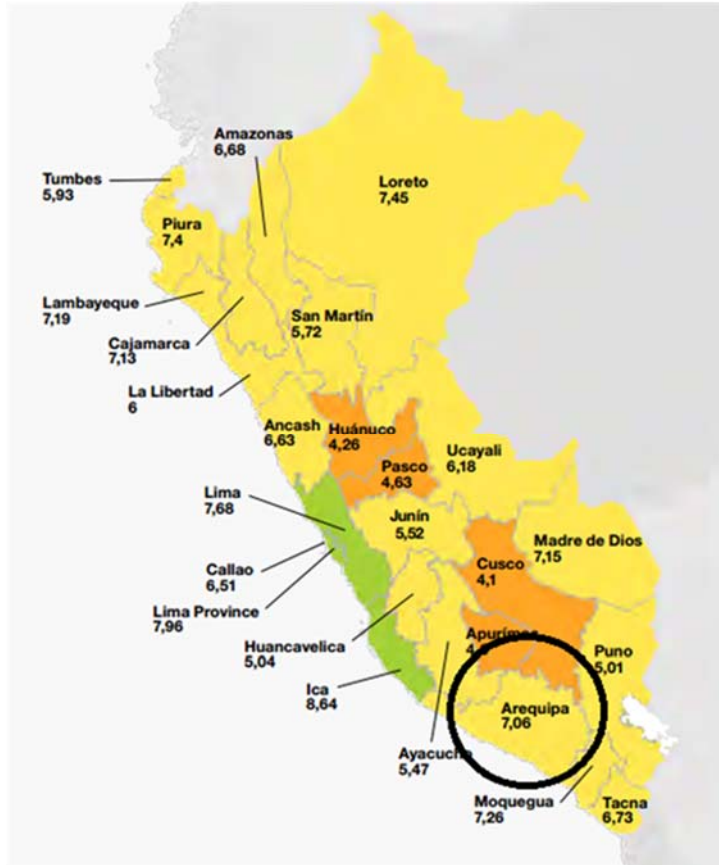 Amazonas
6,68
Tumbes
5,93
Loreto
7,45
Piura
7,4
Lambayeque
7,19
San Martín
5,72
Cajamarca
7,13
La Libertad
6
Ancash
6,63
Huánuco
4,26
Ucayali
6,18
Pasco
4,63
Lima
7,68
Junín
5,52
Madre de Dios
7,15
Callao
6,51
Cusco
4,1
Lima Province
7,96
Huancavelica
5,04
Puno
5,01
Ica
8,64
Arequipa
7,06
Ayacucho
5,47
Moquegua
7,26
Tacna
6,73